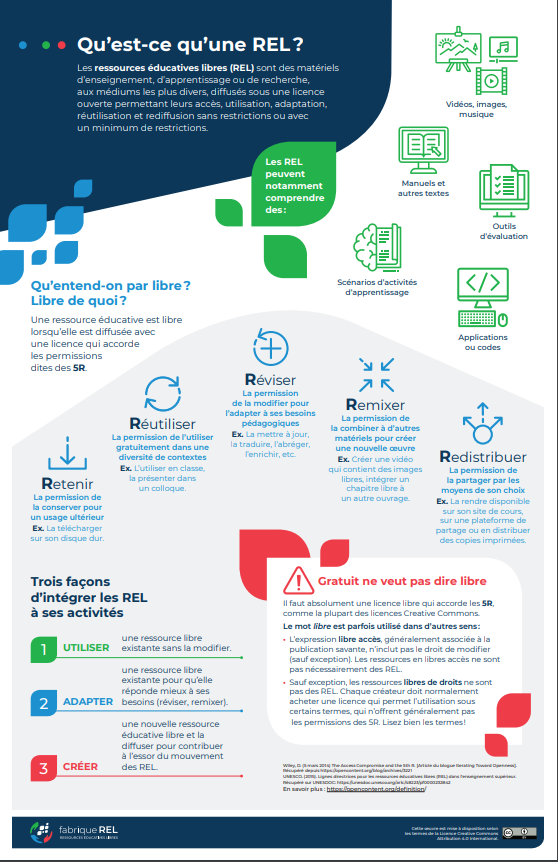 Qu'est-ce qu'une REL ?
Les ressources éducatives libres (REL) sont des matériels
d'enseignement, d'apprentissage ou de recherche,
aux médiums les plus divers, diffusés sous une licence
ouverte permettant leurs accès, utilisation, adaptation,
réutilisation et rediffusion sans restrictions ou avec
un minimum de restrictions.
Les REL
peuvent
notamment
comprendre
des :
Vidéos, images,
musique
Manuels et
autres textes
Outils
d'évaluation
Scénarios d'activités
d'apprentissage
Applications
ou codes
Qu'entend-on par libre ?
Libre de quoi ?
Une ressource éducative est libre
lorsqu'elle est diffusée avec
une licence qui accorde
les permissions
dites des 5R.
Retenir
La permission de
la conserver pour
un usage ultérieur
Ex. La télécharger
sur son disque dur.
Réutiliser
La permission de l'utiliser
gratuitement dans une
diversité de contextes
Ex. L'utiliser en classe,
la présenter dans
un colloque.
Réviser
La permission
de la modifier pour
l'adapter à ses besoins
pédagogiques
Ex. La mettre à jour,
la traduire, l'abréger,
l'enrichir, etc.
Remixer
La permission de
la combiner à d'autres
matériels pour créer
une nouvelle œuvre
Ex. Créer une vidéo
qui contient des images
libres, intégrer un
chapitre libre à
un autre ouvrage.
Redistribuer
La permission de
la partager par les
moyens de son choix
Ex. La rendre disponible
sur son site de cours,
sur une plateforme de
partage ou en distribuer
des copies imprimées.
Trois façons
d'intégrer les REL
à ses activités
1 UTILISER
une ressource libre
existante sans la modifier.
2 ADAPTER
une ressource libre
existante pour qu'elle
réponde mieux à ses
besoins (réviser, remixer).
3 CRÉER
une nouvelle ressource
éducative libre et la
diffuser pour contribuer
à l'essor du mouvement
des REL.
Gratuit ne veut pas dire libre
Il faut absolument une licence libre qui accorde les 5R,
comme la plupart des licences Creative Commons.
Le mot libre est parfois utilisé dans d'autres sens :
• L'expression libre accès, généralement associée à la
publication savante, n'inclut pas le droit de modifier
(sauf exception). Les ressources en libres accès ne sont
pas nécessairement des REL.
• Sauf exception, les ressources libres de droits ne sont
pas des REL. Chaque créateur doit normalement
acheter une licence qui permet l'utilisation sous
certains termes, qui n'offrent généralement pas
les permissions des 5R. Lisez bien les termes !
Wiley, D. (5 mars 2014) The Access Compromise and the 5th R. [Article du blogue Iterating Toward Openness].
Récupéré depuis https://opencontent.org/blog/archives/3221
UNESCO. (2015). Lignes directrices pour les ressources éducatives libres (REL) dans l'enseignement supérieur.
En savoir plus : https://opencontent.org/definition/
fabrique REL
RESSOURCES ÉDUCATIVES LIBRES
Cette œuvre est mise à disposition selon
les termes de la Licence Creative Commons
Attribution 4.0 International.